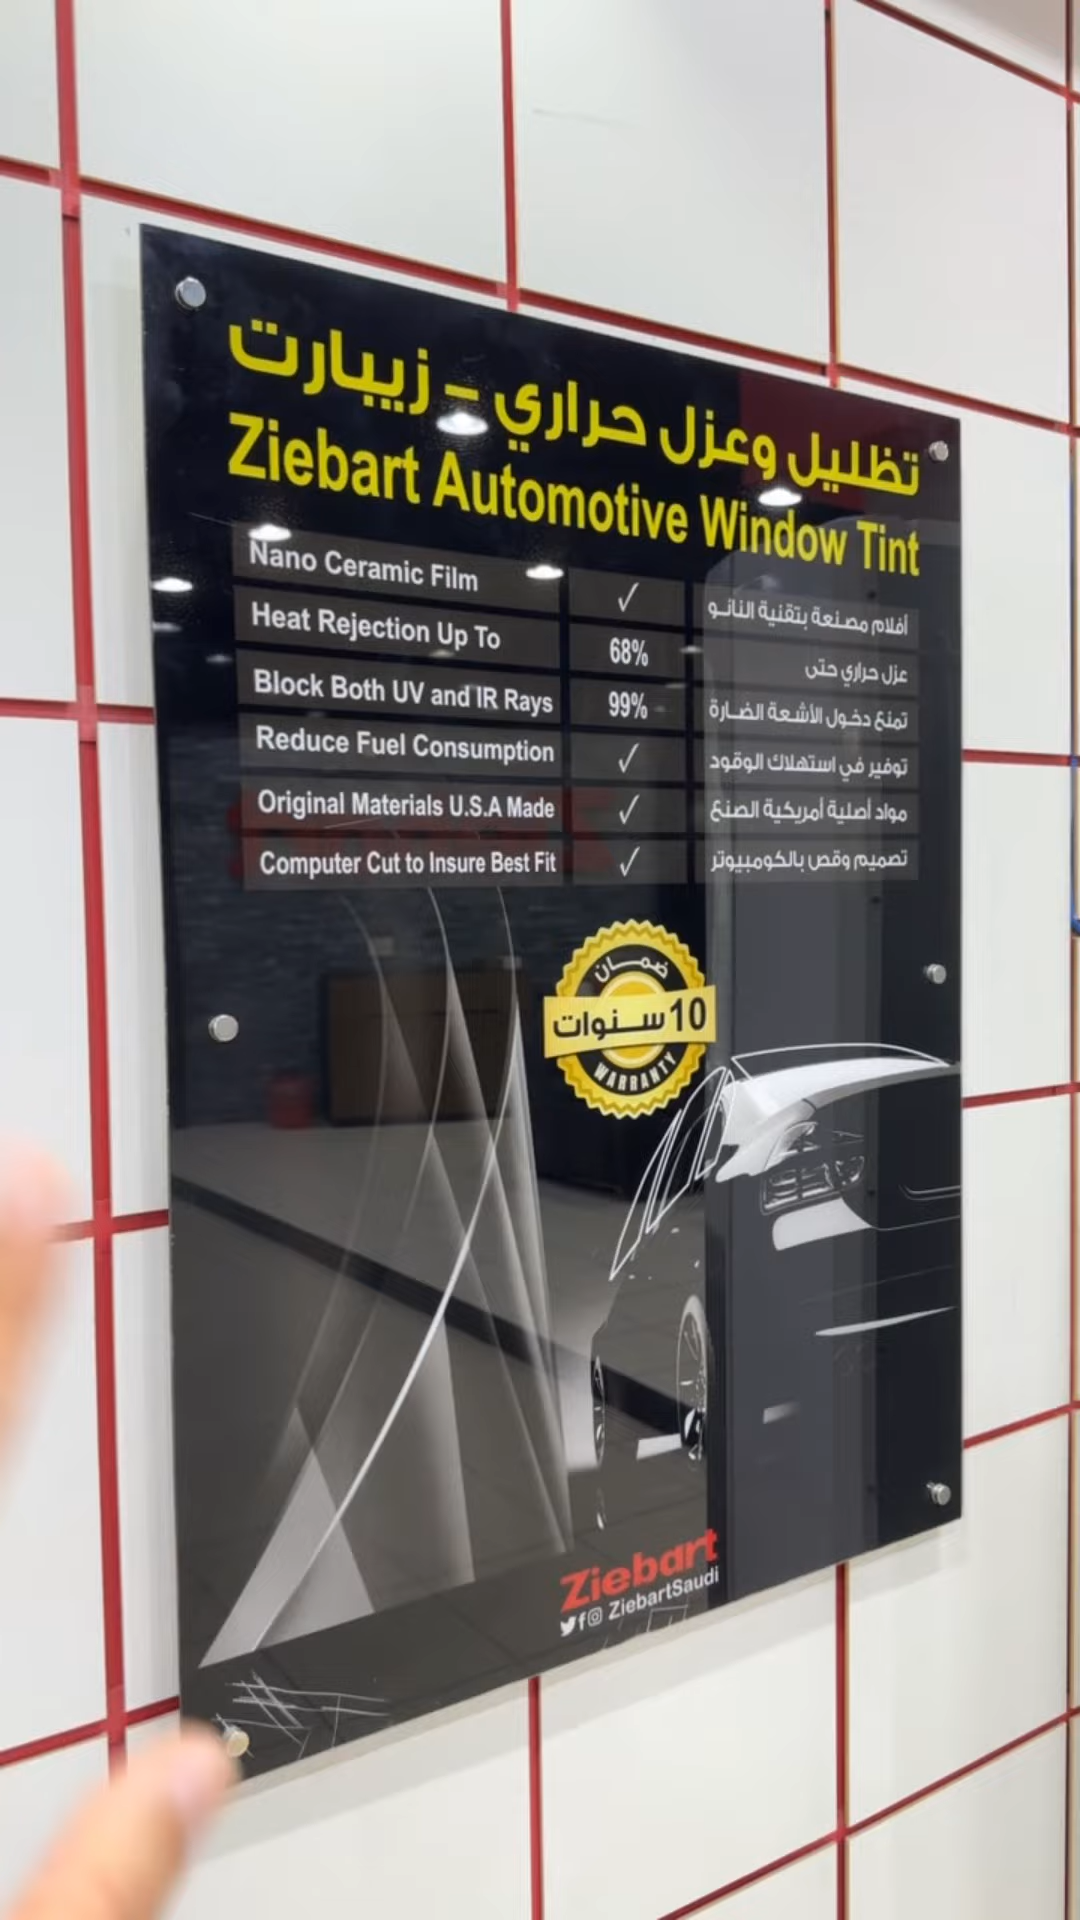 تظليل وعزل حراري - زيبارت
Ziebart Automotive Window Tint
Nano Ceramic Film ✓ أفلام مصنعة بتقنية النانو
Heat Rejection Up To 68% عزل حراري حتى
Block Both UV and IR Rays 99% تمنع دخول الأشعة الضارة
Reduce Fuel Consumption ✓ توفير في استهلاك الوقود
Original Materials U.S.A Made ✓ مواد أصلية أمريكية الصنع
Computer Cut to Insure Best Fit ✓ تصميم وقص بالكومبيوتر
ضمان
10 سنوات
WARRANTY
Ziebart
ZiebartSaudi